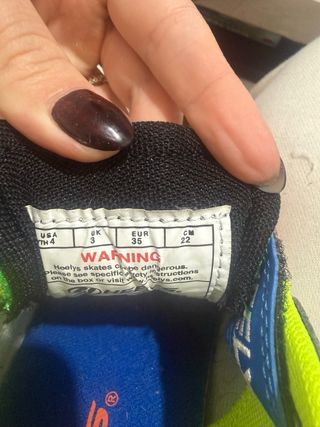 USA UK EUR CM
TH 4 3 35 22
WARNING
Heelys skates can be dangerous.
Please see specific safety instructions
on the box or visit